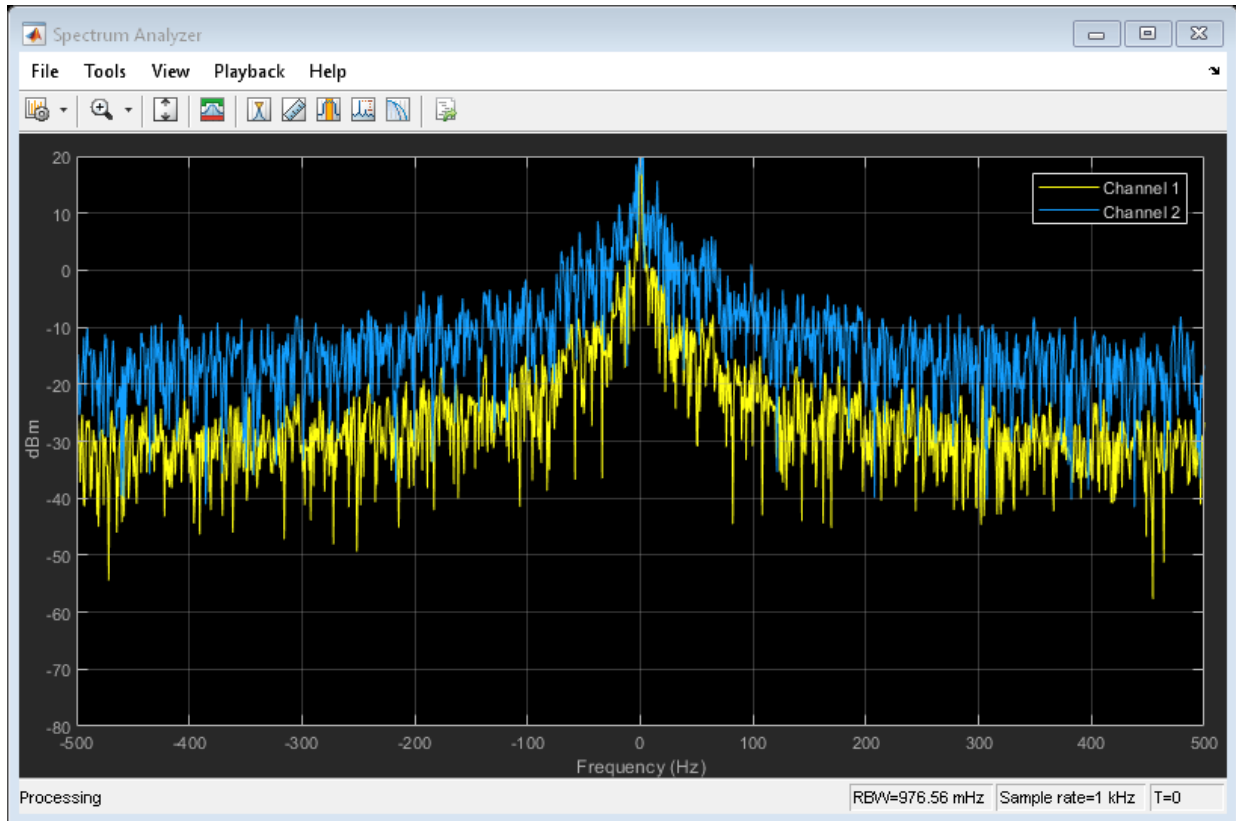 Spectrum Analyzer
File Tools View Playback Help
20
10
0
-10
-20
-30
-40
-50
-60
-70
-80
dBm
Channel 1
Channel 2
-500 -400 -300 -200 -100 0 100 200 300 400 500
Frequency (Hz)
Processing RBW=976.56 mHz Sample rate=1 kHz T=0